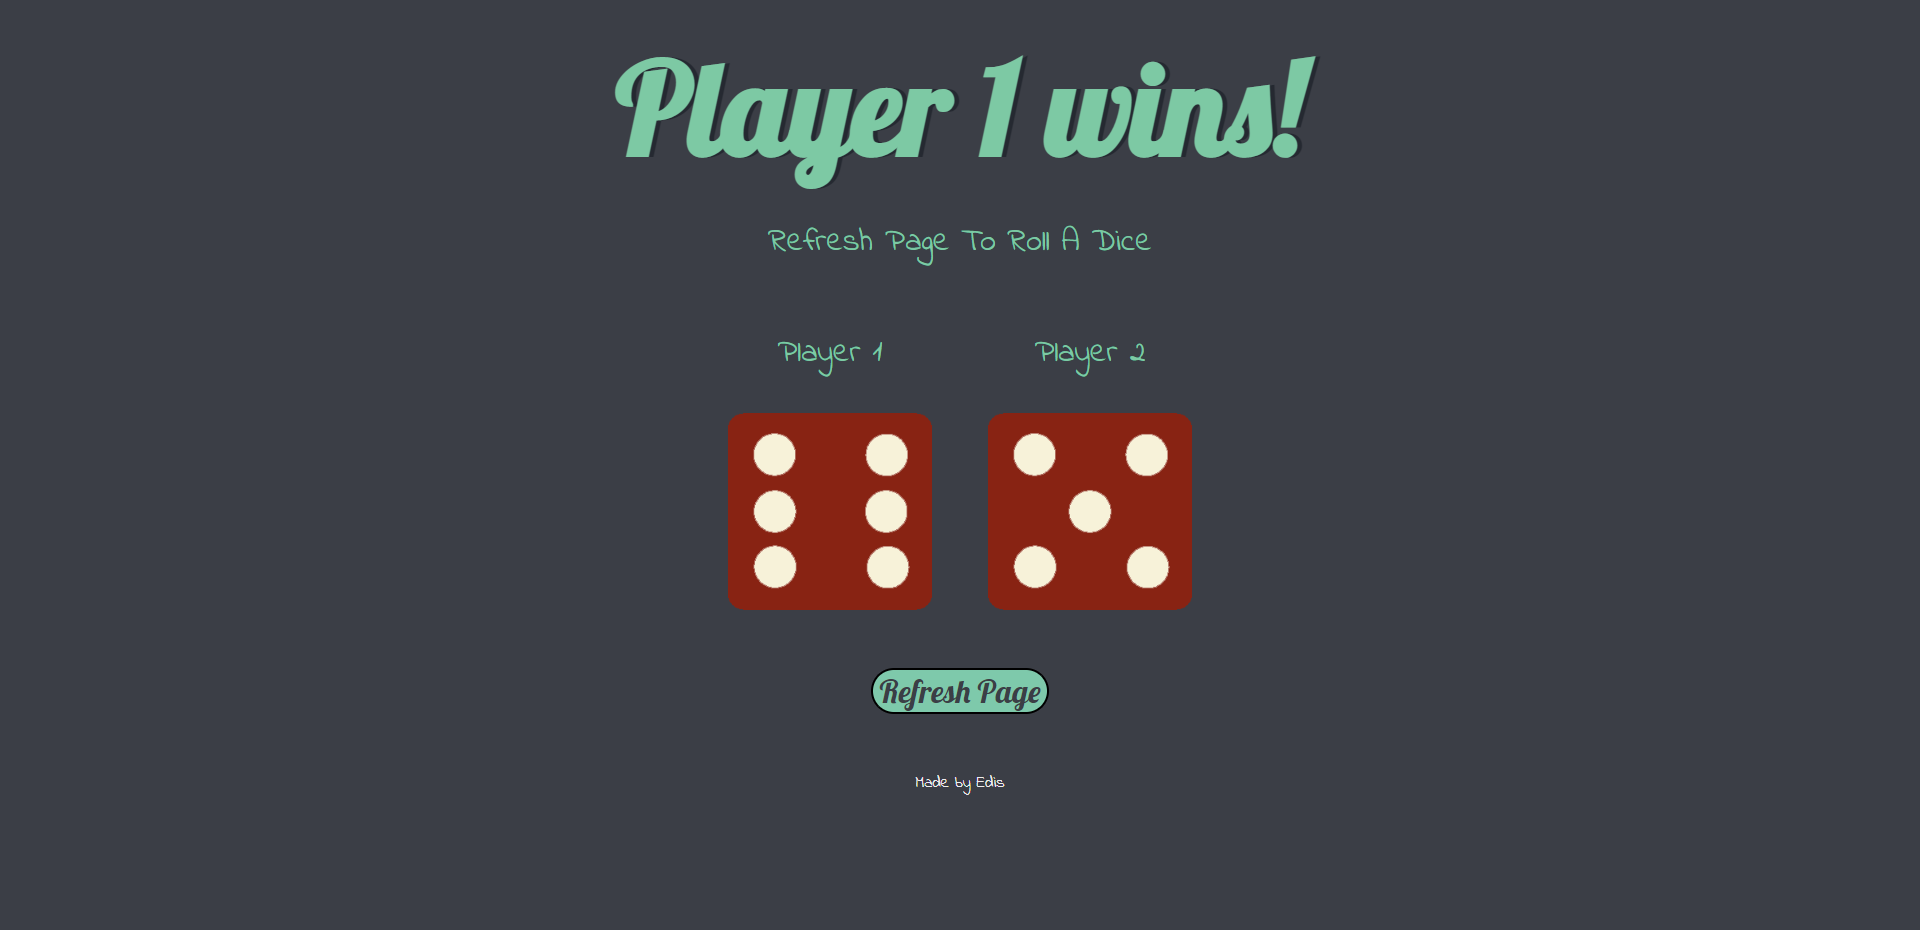 Player 1 wins!
Refresh Page To Roll A Dice
Player 1
Player 2
Refresh Page
Made by Edis